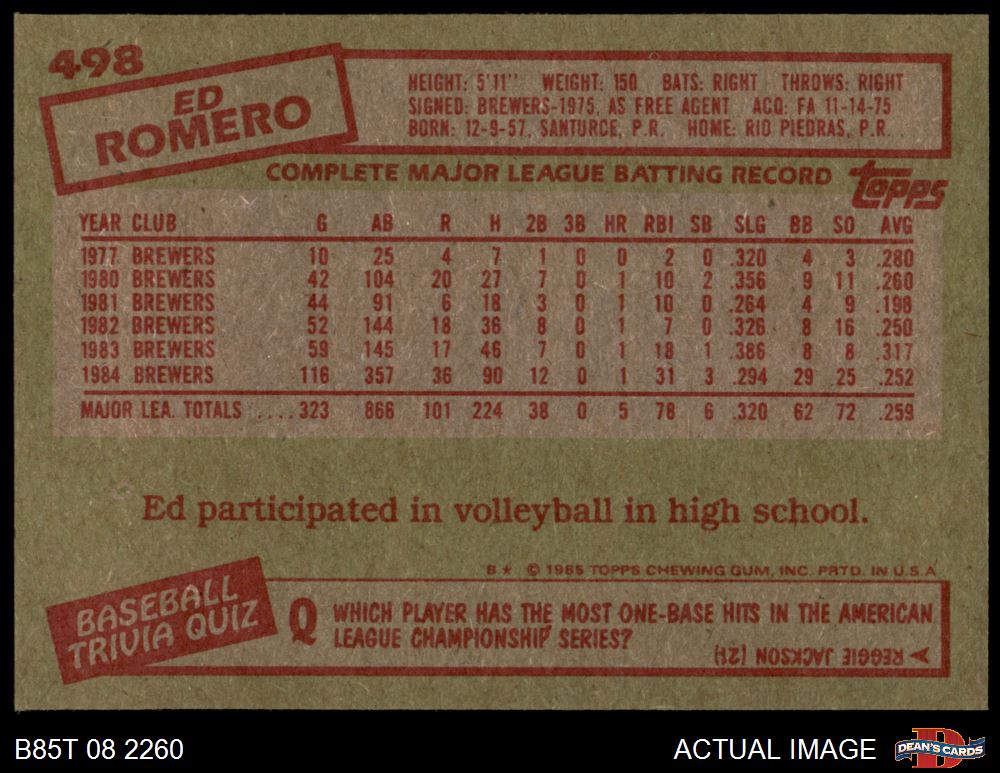 498
ED
ROMERO
HEIGHT: 5'11" WEIGHT: 150 BATS: RIGHT THROWS: RIGHT
SIGNED: BREWERS-1975, AS FREE AGENT ACQ: FA 11-14-75
BORN: 12-9-57, SANTURCE, P.R. HOME: RIO PIEDRAS, P.R.
COMPLETE MAJOR LEAGUE BATTING RECORD topps
YEAR CLUB G AB R H 2B 3B HR RBI SB SLG BB SO AVG
1977 BREWERS 10 25 4 7 1 0 0 2 0 .320 4 3 .280
1980 BREWERS 42 104 20 27 7 0 1 10 2 .356 9 11 .260
1981 BREWERS 44 91 6 18 3 0 1 10 0 .264 4 9 .198
1982 BREWERS 52 144 18 36 8 0 1 7 0 .326 8 16 .250
1983 BREWERS 59 145 17 46 7 0 1 18 1 .386 8 8 .317
1984 BREWERS 116 357 36 90 12 0 1 31 3 .294 29 25 .252
MAJOR LEA. TOTALS ....323 866 101 224 38 0 5 78 6 .320 62 72 .259
Ed participated in volleyball in high school.
B* © 1985 TOPPS CHEWING GUM, INC. PRTD. IN U.S.A.
BASEBALL
TRIVIA QUIZ
Q WHICH PLAYER HAS THE MOST ONE-BASE HITS IN THE AMERICAN
LEAGUE CHAMPIONSHIP SERIES?
A REGGIE JACKSON (21)
B85T 08 2260
ACTUAL IMAGE
DEAN'S CARDS